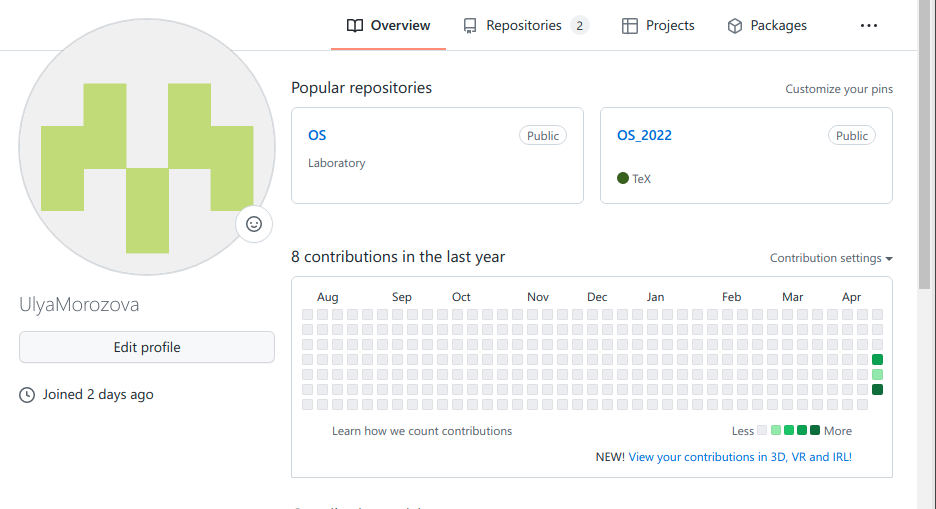 Overview Repositories 2 Projects Packages
Popular repositories
Customize your pins
OS Public
Laboratory
OS_2022 Public
TeX
8 contributions in the last year
Contribution settings
Aug Sep Oct Nov Dec Jan Feb Mar Apr
Learn how we count contributions
Less More
NEW! View your contributions in 3D, VR and IRL!
UlyaMorozova
Edit profile
Joined 2 days ago